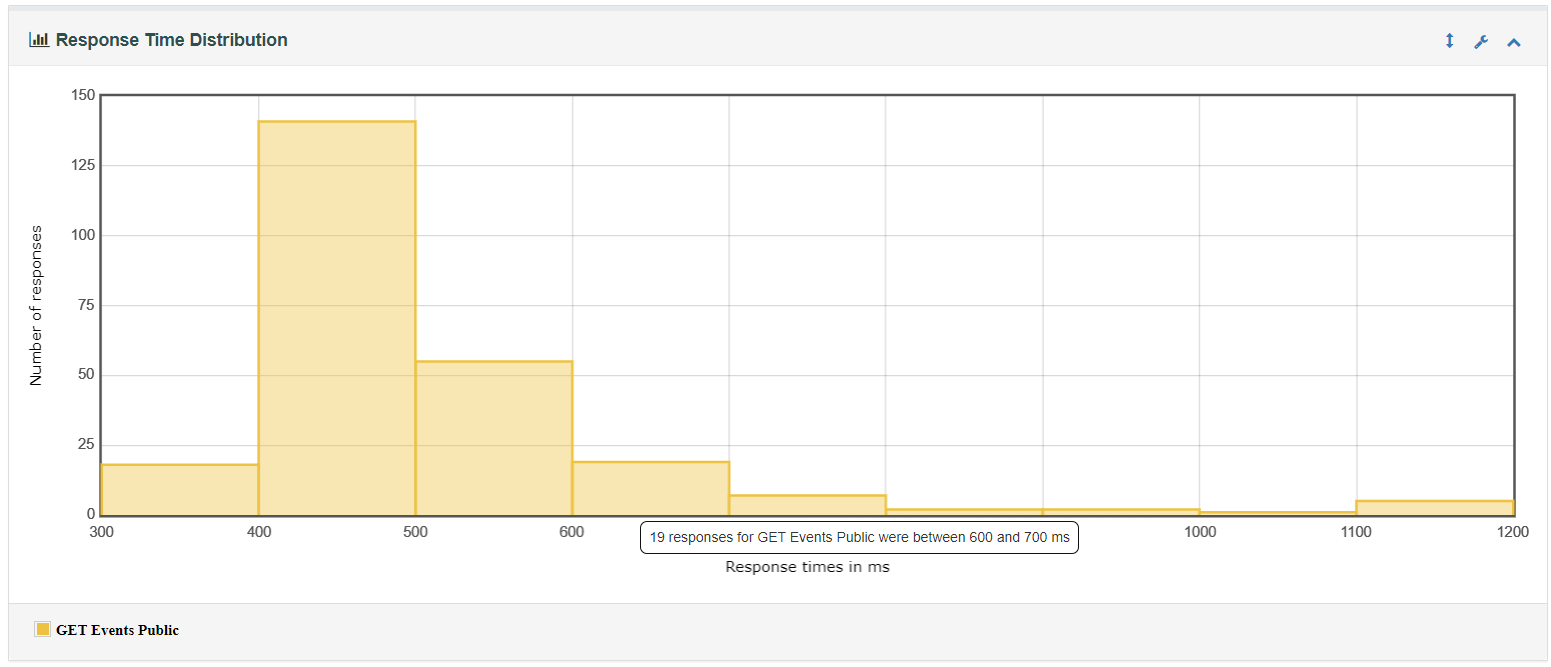 Response Time Distribution
150
125
100
75
50
25
0
Number of responses
300 400 500 600 1000 1100 1200
19 responses for GET Events Public were between 600 and 700 ms
Response times in ms
GET Events Public